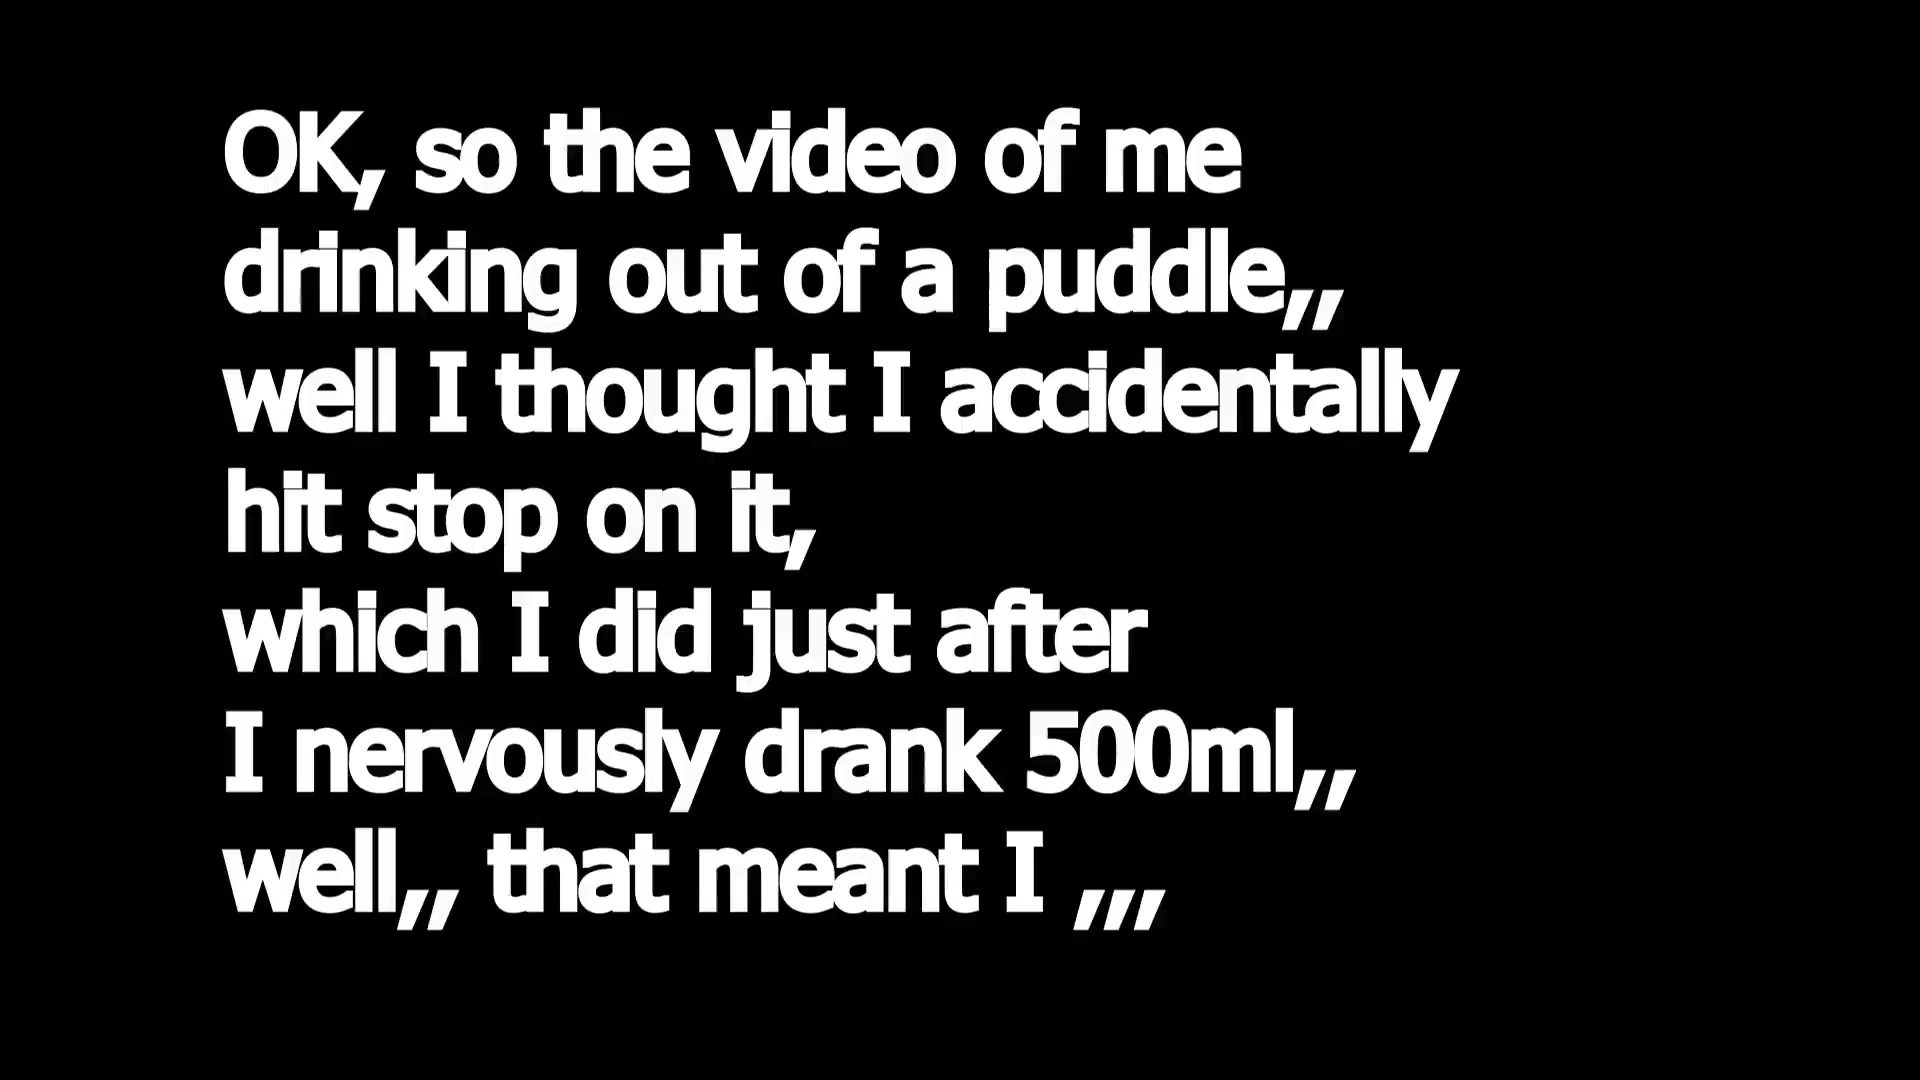 OK, so the video of me
drinking out of a puddle,,
well I thought I accidentally
hit stop on it,
which I did just after
I nervously drank 500ml,,
well,, that meant I ,,,